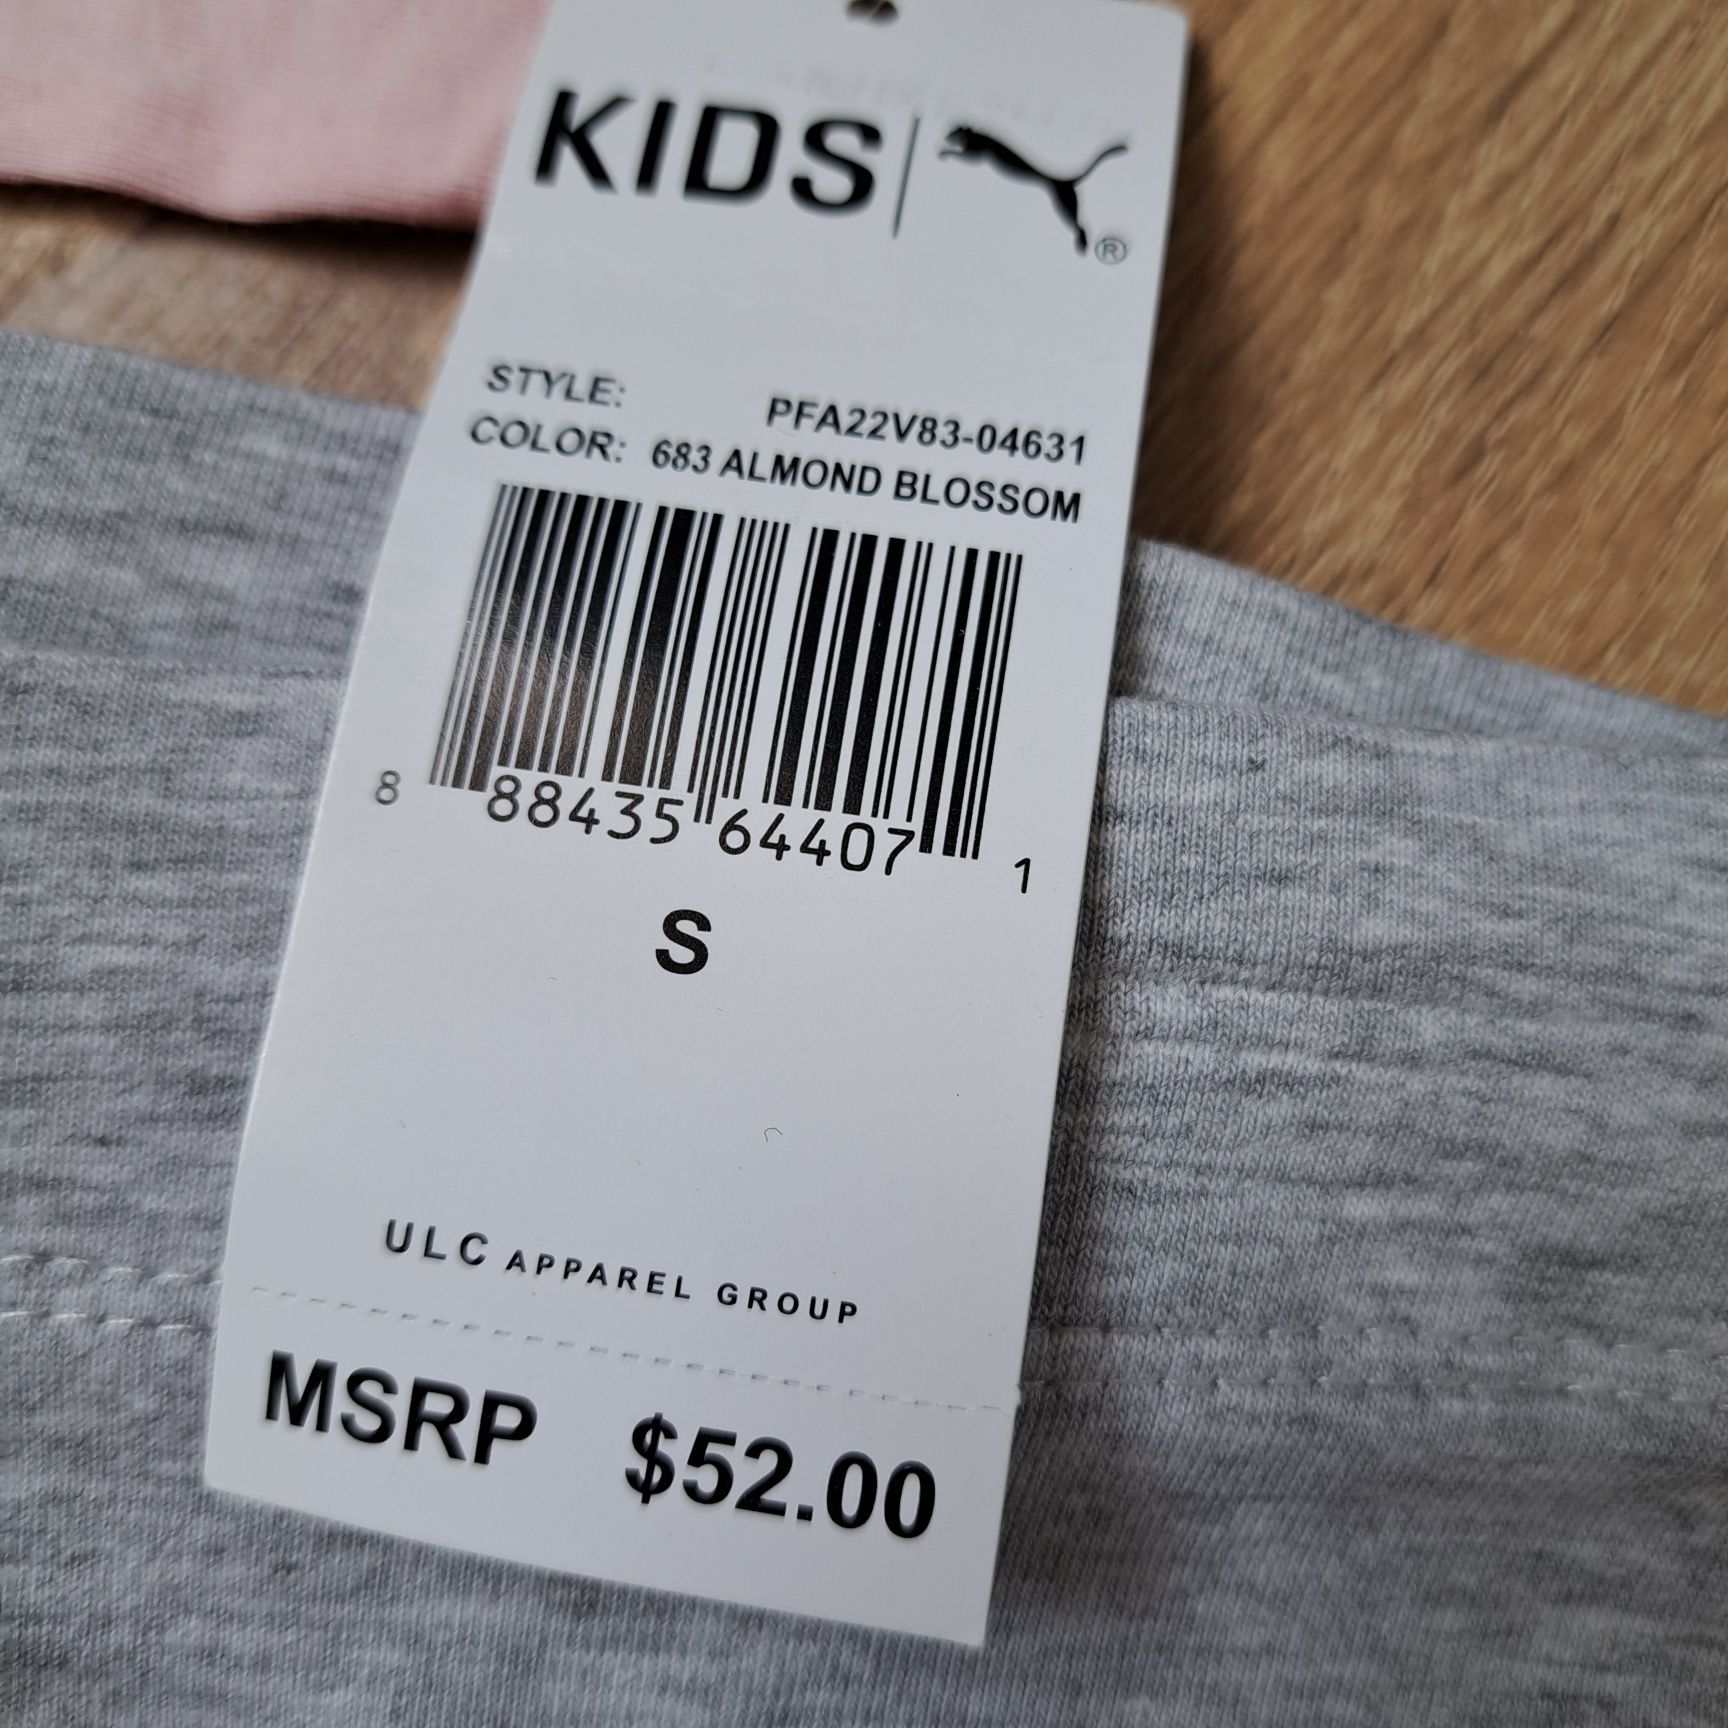 KIDS
®
STYLE: PFA22V83-04631
COLOR: 683 ALMOND BLOSSOM
8 88435 64407 1
S
ULC APPAREL GROUP
MSRP $52.00